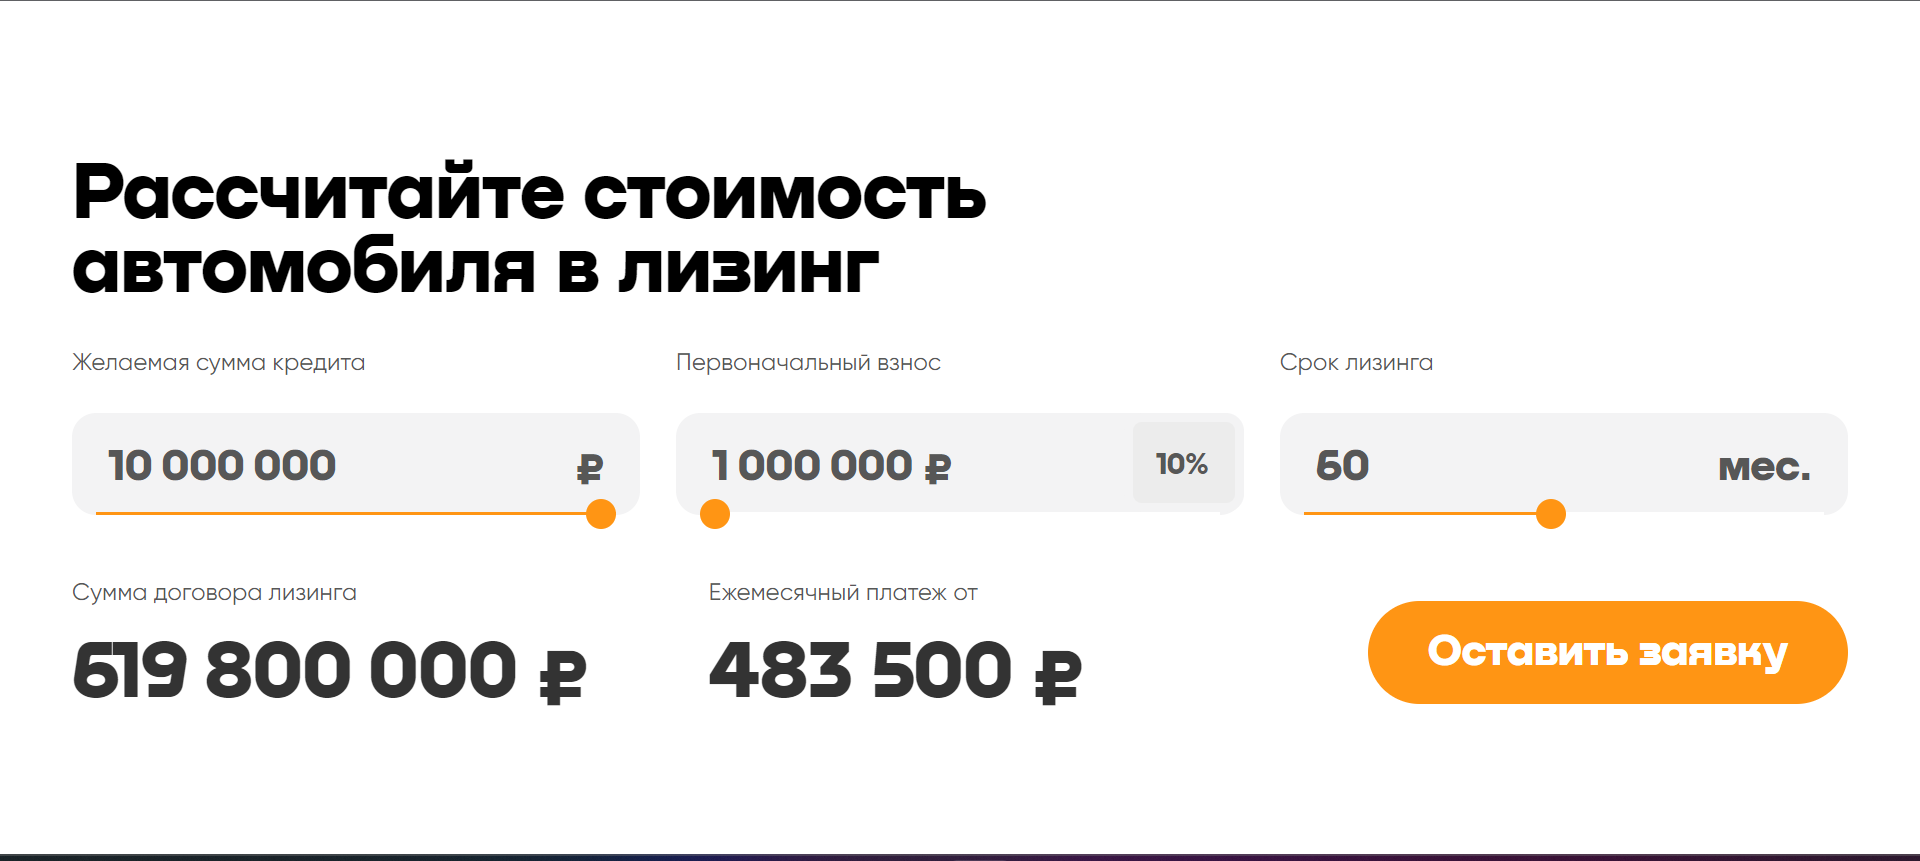 Рассчитайте стоимость
автомобиля в лизинг
Желаемая сумма кредита
Первоначальный взнос
Срок лизинга
10 000 000 ₽
1 000 000 ₽ 10%
60 мес.
Сумма договора лизинга
Ежемесячный платеж от
619 800 000 ₽
483 500 ₽
Оставить заявку